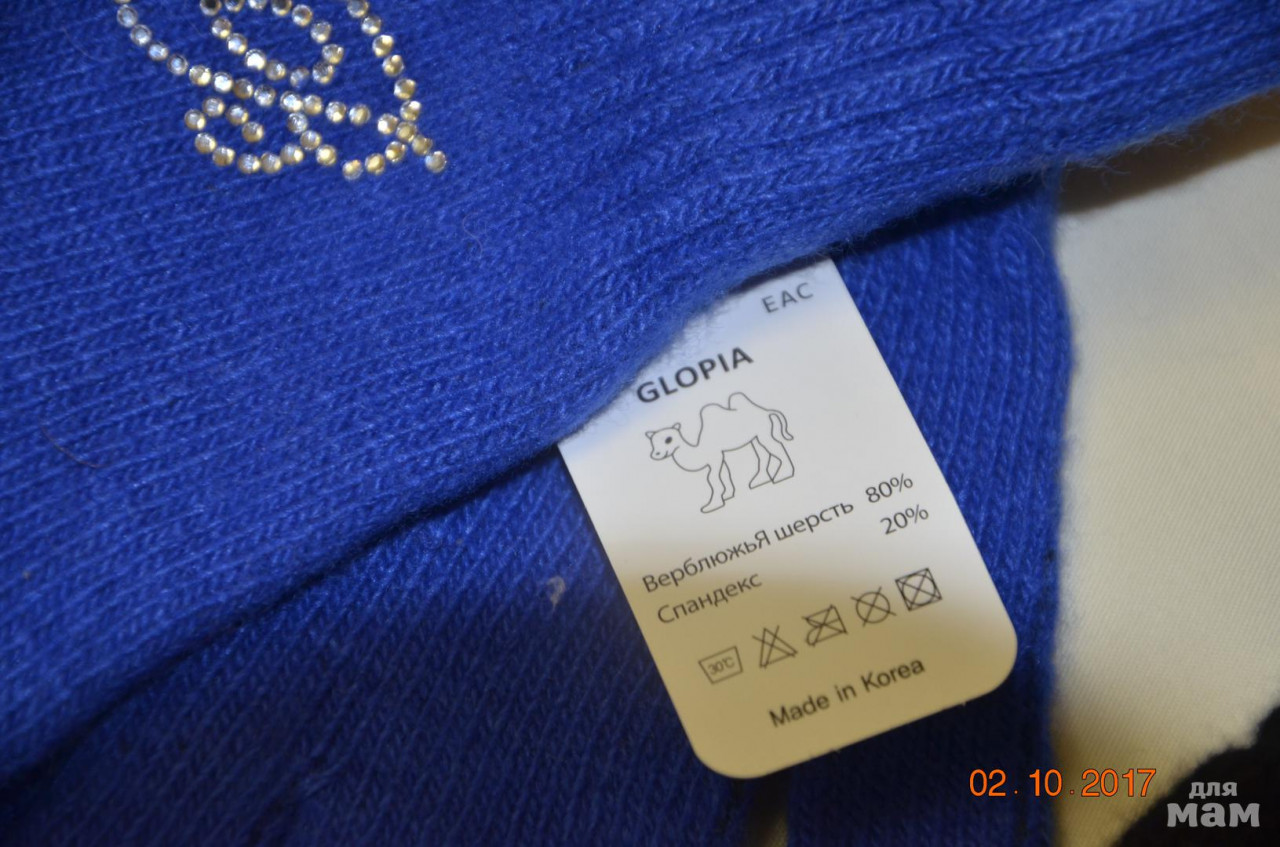 EAC
GLOPIA
ВерблюжьЯ шерсть 80%
Спандекс 20%
30°C
Made in Korea
02.10.2017
для
мам